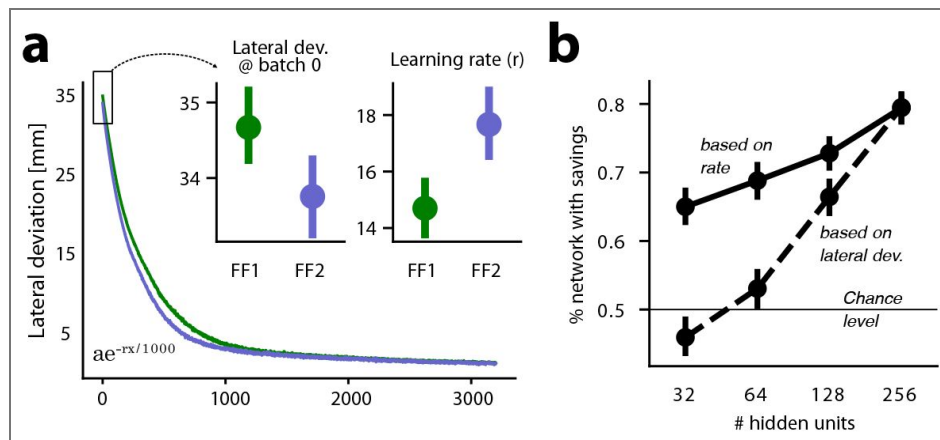 a
Lateral dev.
@ batch 0
Learning rate (r)
Lateral deviation [mm]
35
25
15
5
0
1000
2000
3000
ae^-rx/1000
35
34
FF1
FF2
18
16
14
FF1
FF2
b
% network with savings
0.8
0.7
0.6
0.5
based on
rate
based on
lateral dev.
Chance
level
32
64
128
256
# hidden units